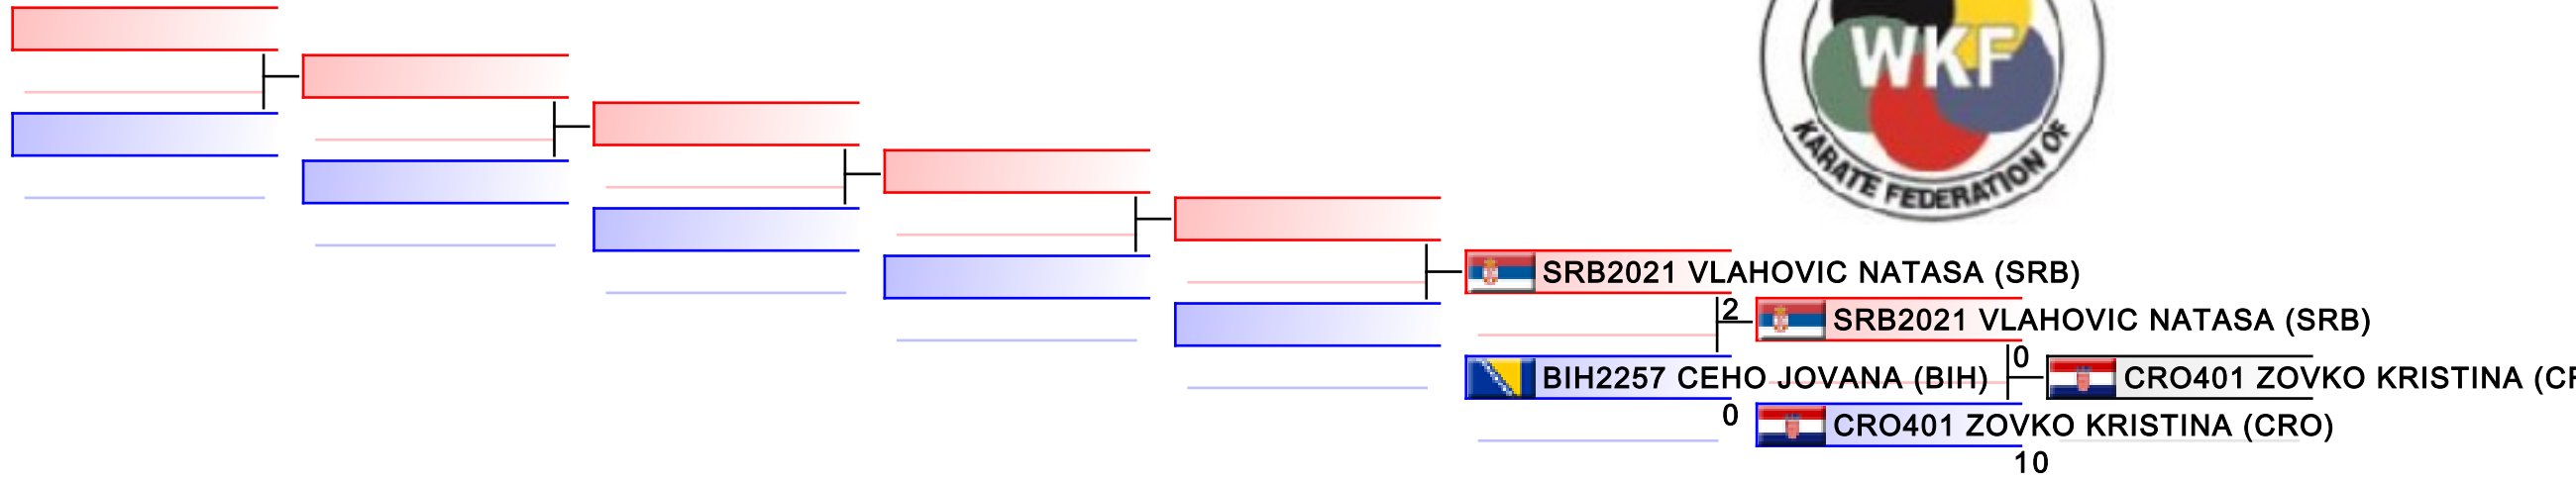 WKF
KARATE FEDERATION OF
SRB2021 VLAHOVIC NATASA (SRB)
2
SRB2021 VLAHOVIC NATASA (SRB)
0
BIH2257 CEHO JOVANA (BIH)
CRO401 ZOVKO KRISTINA (CR
0
CRO401 ZOVKO KRISTINA (CRO)
10